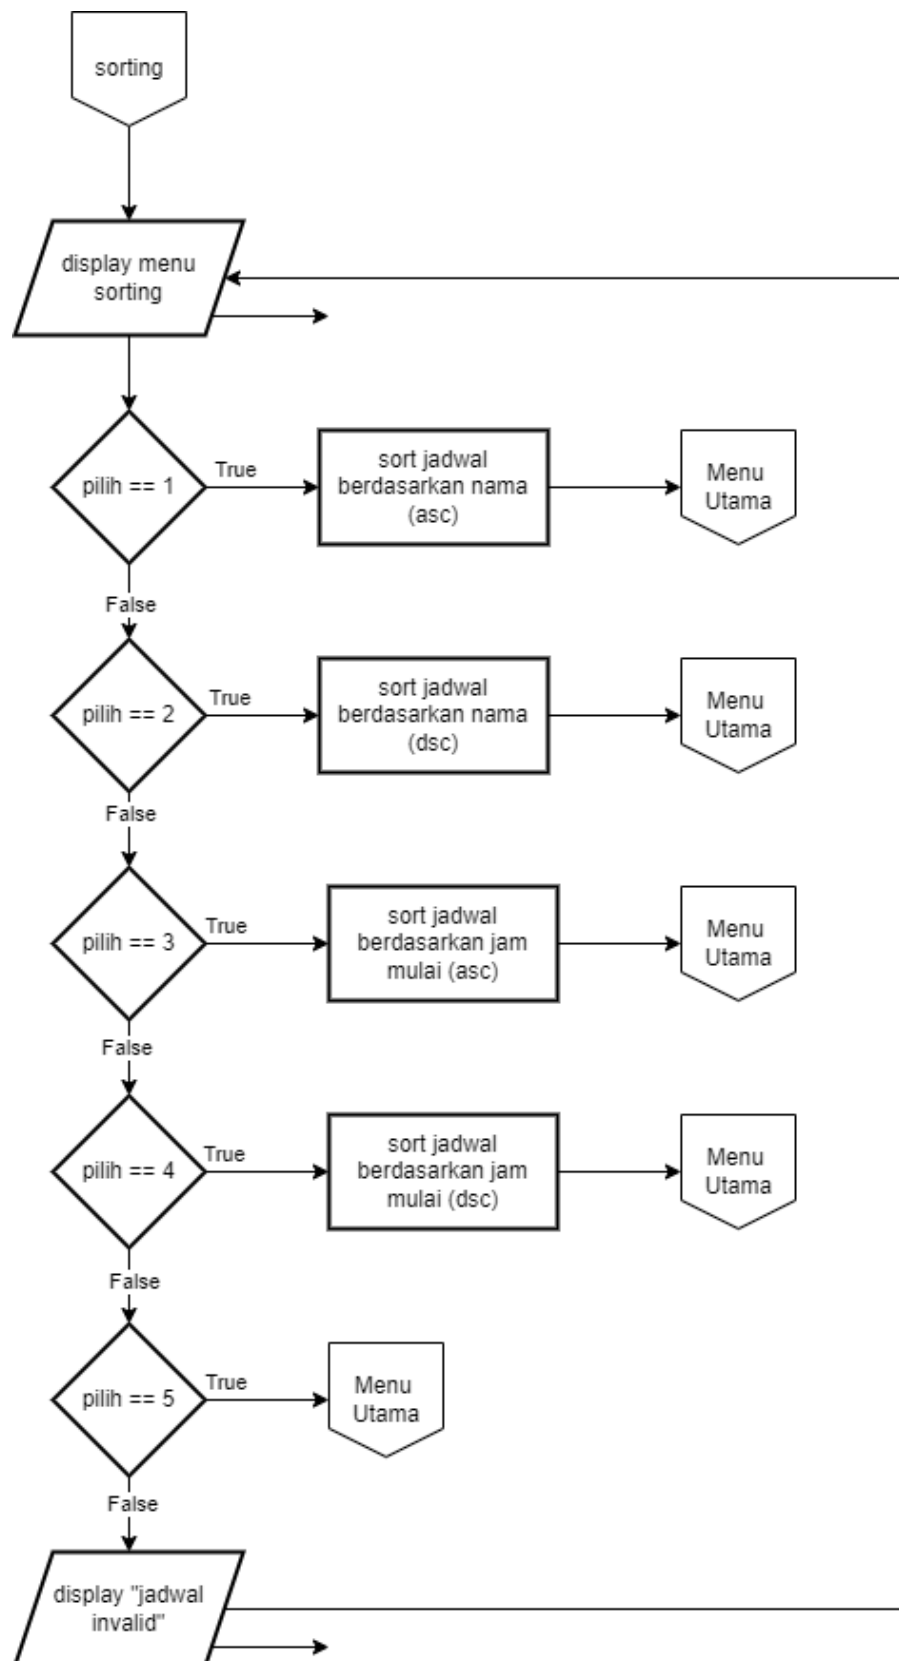 sorting
display menu
sorting
pilih == 1
True
sort jadwal
berdasarkan nama
(asc)
Menu
Utama
False
pilih == 2
True
sort jadwal
berdasarkan nama
(dsc)
Menu
Utama
False
pilih == 3
True
sort jadwal
berdasarkan jam
mulai (asc)
Menu
Utama
False
pilih == 4
True
sort jadwal
berdasarkan jam
mulai (dsc)
Menu
Utama
False
pilih == 5
True
Menu
Utama
False
display "jadwal
invalid"